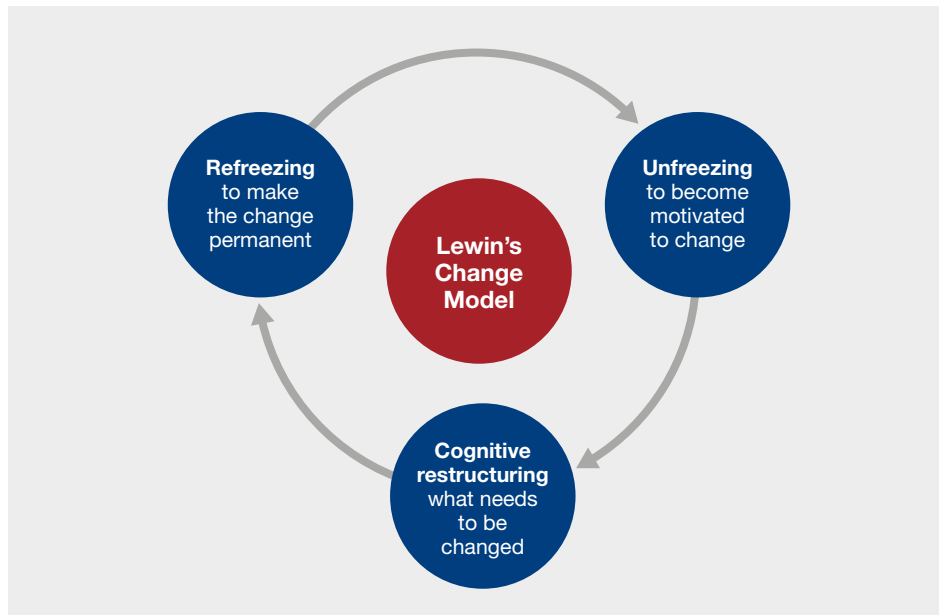 Refreezing
to make
the change
permanent
Unfreezing
to become
motivated
to change
Lewin’s
Change
Model
Cognitive
restructuring
what needs
to be
changed